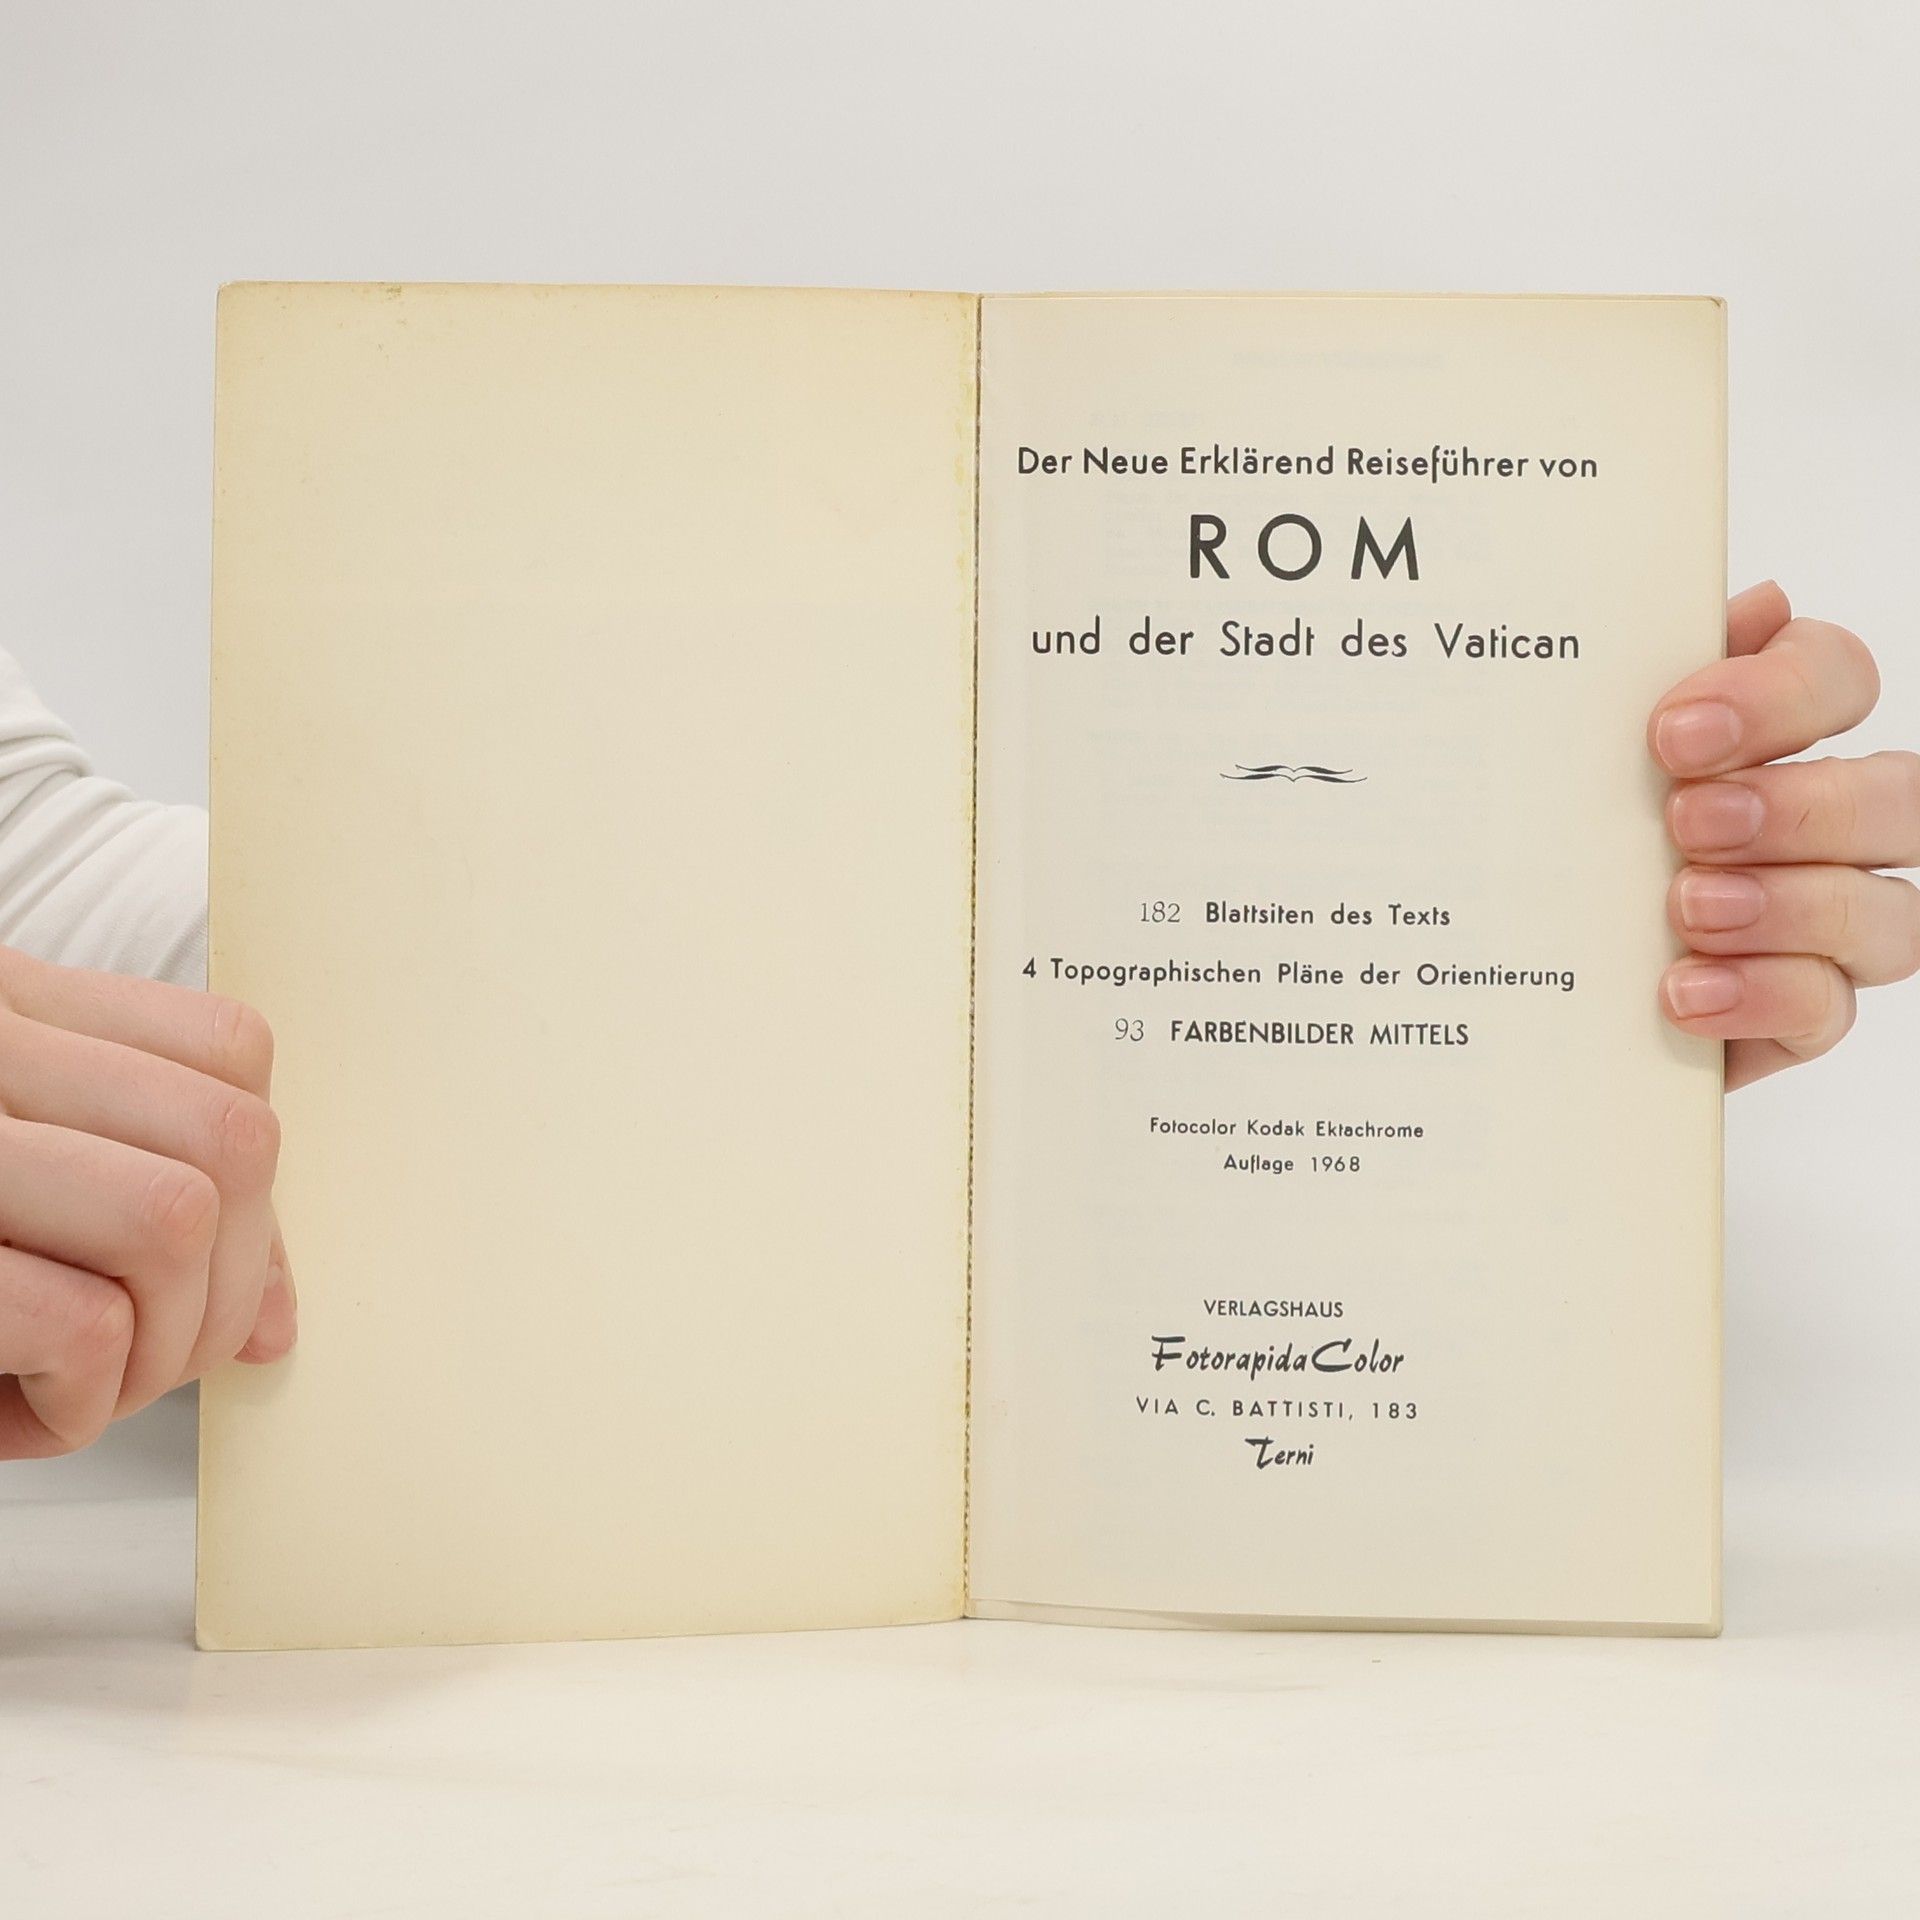 Der Neue Erklärend Reiseführer von
ROM
und der Stadt des Vatican
182 Blattsiten des Texts
4 Topographischen Pläne der Orientierung
93 FARBENBILDER MITTELS
Fotocolor Kodak Ektachrome
Auflage 1968
VERLAGSHAUS
Fotorapida Color
VIA C. BATTISTI, 183
Terni